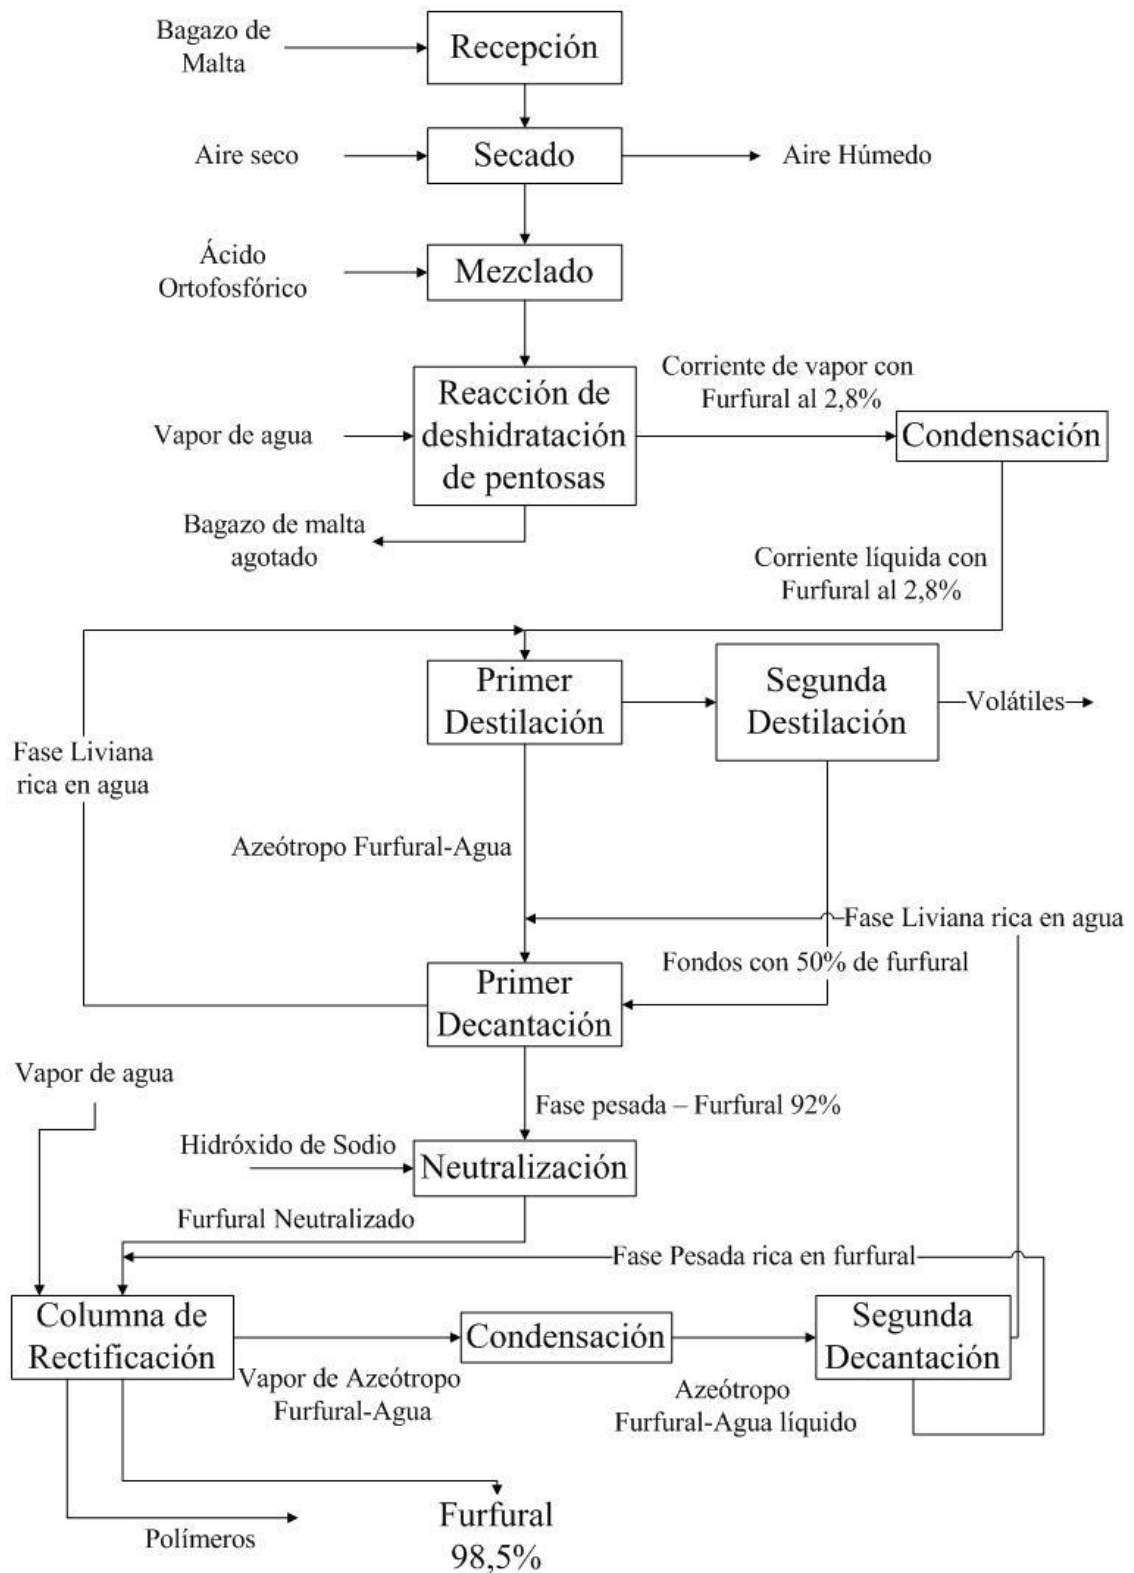 Bagazo de
Malta
Recepción
Aire seco
Secado
Aire Húmedo
Ácido
Ortofosfórico
Mezclado
Corriente de vapor con
Furfural al 2,8%
Reacción de
deshidratación
de pentosas
Vapor de agua
Condensación
Bagazo de malta
agotado
Corriente líquida con
Furfural al 2,8%
Primer
Destilación
Segunda
Destilación
Volátiles
Fase Liviana
rica en agua
Azeótropo Furfural-Agua
Fase Liviana rica en agua
Fondos con 50% de furfural
Primer
Decantación
Vapor de agua
Fase pesada – Furfural 92%
Hidróxido de Sodio
Neutralización
Furfural Neutralizado
Fase Pesada rica en furfural
Columna de
Rectificación
Condensación
Segunda
Decantación
Vapor de Azeótropo
Furfural-Agua
Azeótropo
Furfural-Agua líquido
Polímeros
Furfural
98,5%